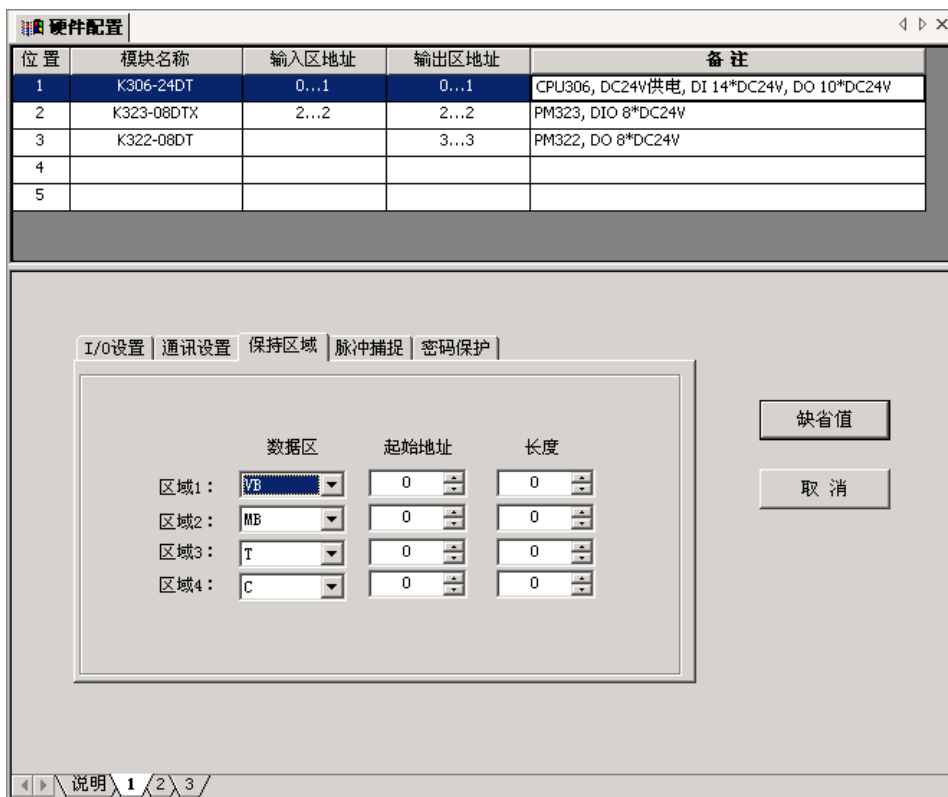 硬件配置
位置 模块名称 输入区地址 输出区地址 备注
1 K306-24DT 0...1 0...1 CPU306, DC24V供电, DI 14*DC24V, DO 10*DC24V
2 K323-08DTX 2...2 2...2 PM323, DIO 8*DC24V
3 K322-08DT 3...3 PM322, DO 8*DC24V
4
5
I/O设置 通讯设置 保持区域 脉冲捕捉 密码保护
数据区 起始地址 长度
区域1： VB 0 0
区域2： MB 0 0
区域3： T 0 0
区域4： C 0 0
缺省值
取 消
说明 1 2 3